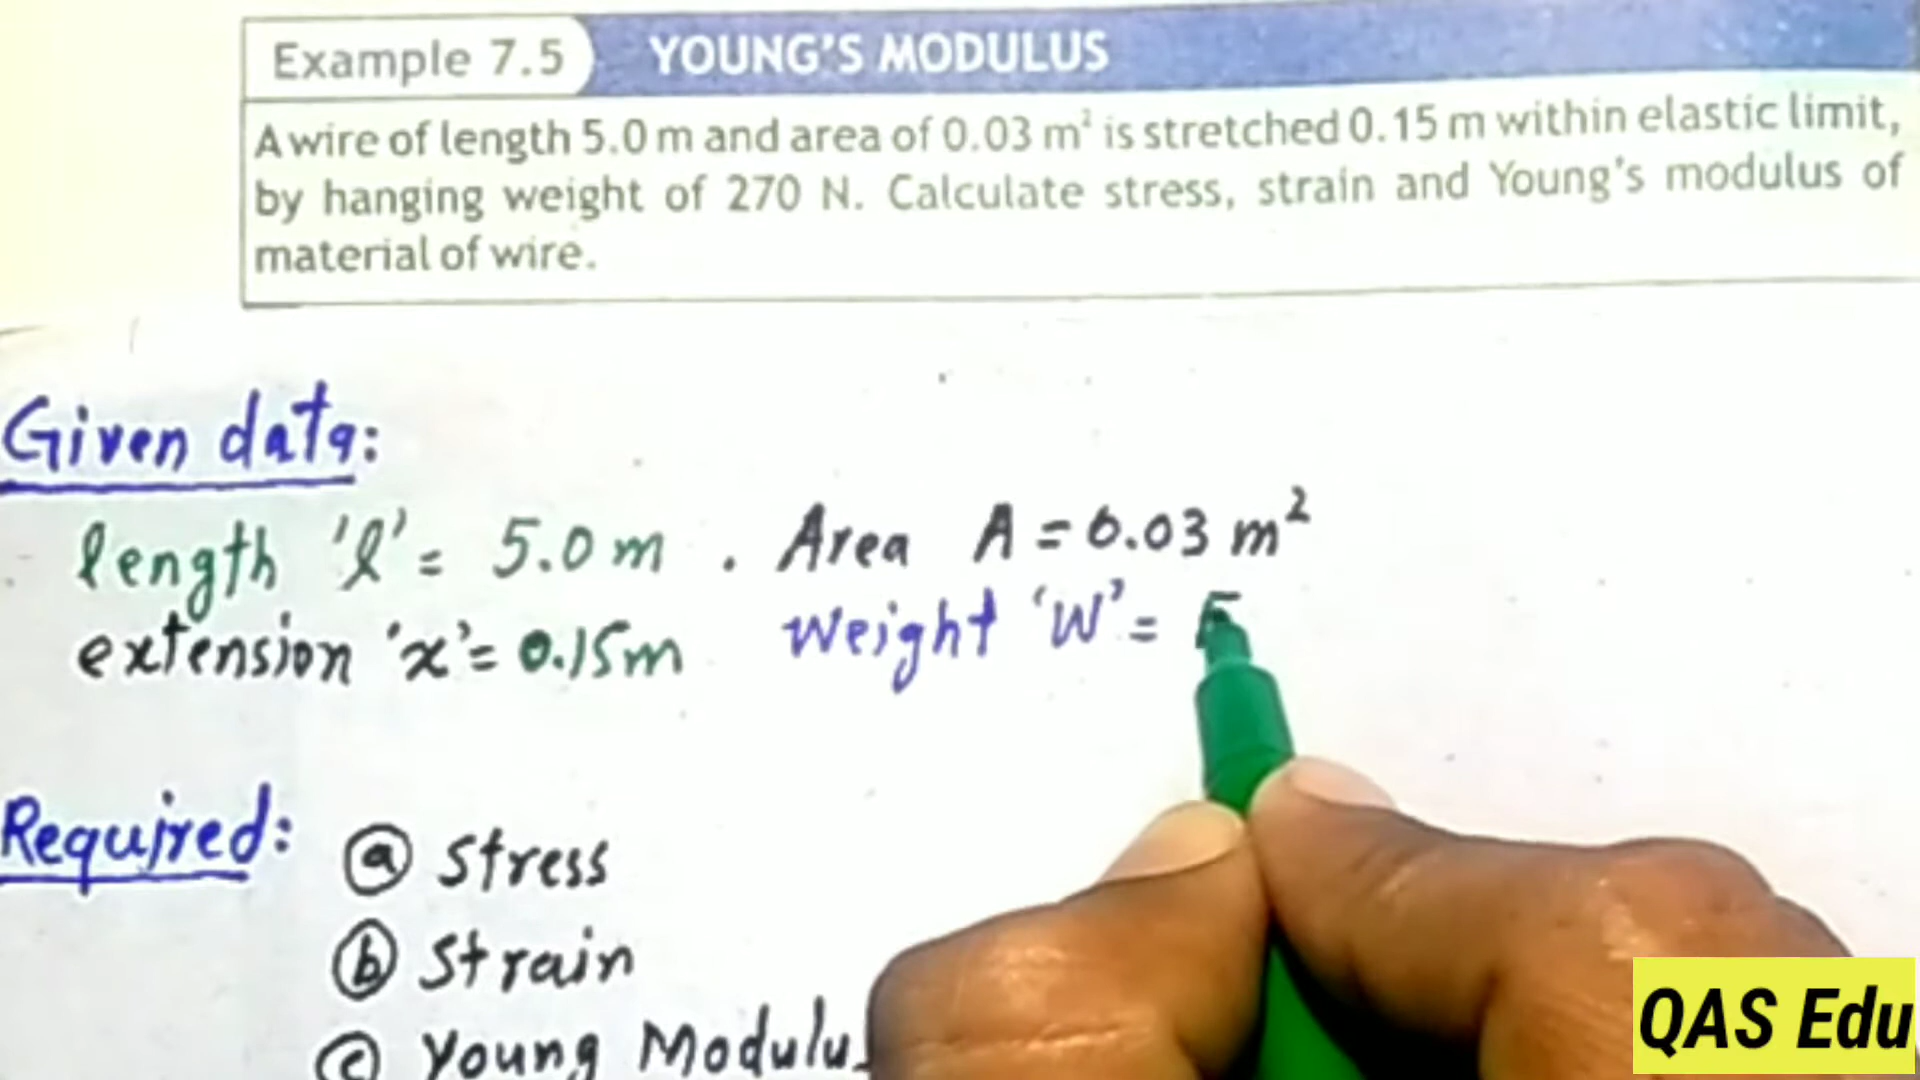 Example 7.5 YOUNG'S MODULUS
A wire of length 5.0 m and area of 0.03 m² is stretched 0.15 m within elastic limit,
by hanging weight of 270 N. Calculate stress, strain and Young's modulus of
material of wire.
Given data:
length 'l' = 5.0 m . Area A = 0.03 m²
extension 'x' = 0.15m Weight 'W' = F
Required: (a) Stress
(b) Strain
(c) Young Modulus
QAS Edu